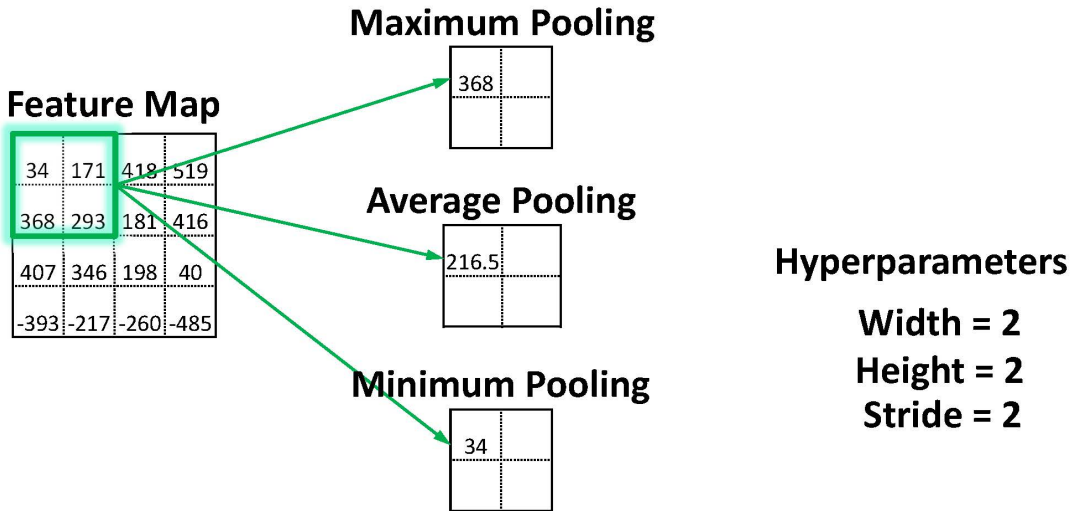 Maximum Pooling
368
Feature Map
34 171 418 519
368 293 181 416
407 346 198 40
-393 -217 -260 -485
Average Pooling
216.5
Minimum Pooling
34
Hyperparameters
Width = 2
Height = 2
Stride = 2